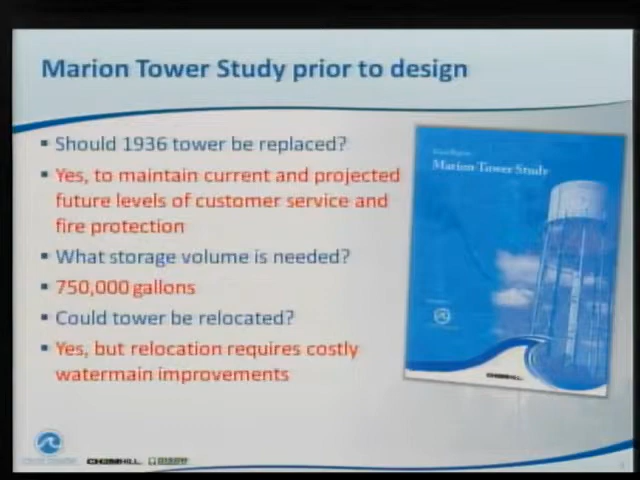 Marion Tower Study prior to design
▪ Should 1936 tower be replaced?
▪ Yes, to maintain current and projected
future levels of customer service and
fire protection
▪ What storage volume is needed?
▪ 750,000 gallons
▪ Could tower be relocated?
▪ Yes, but relocation requires costly
watermain improvements
Marion Tower Study
CH2MHILL
CH2MHILL